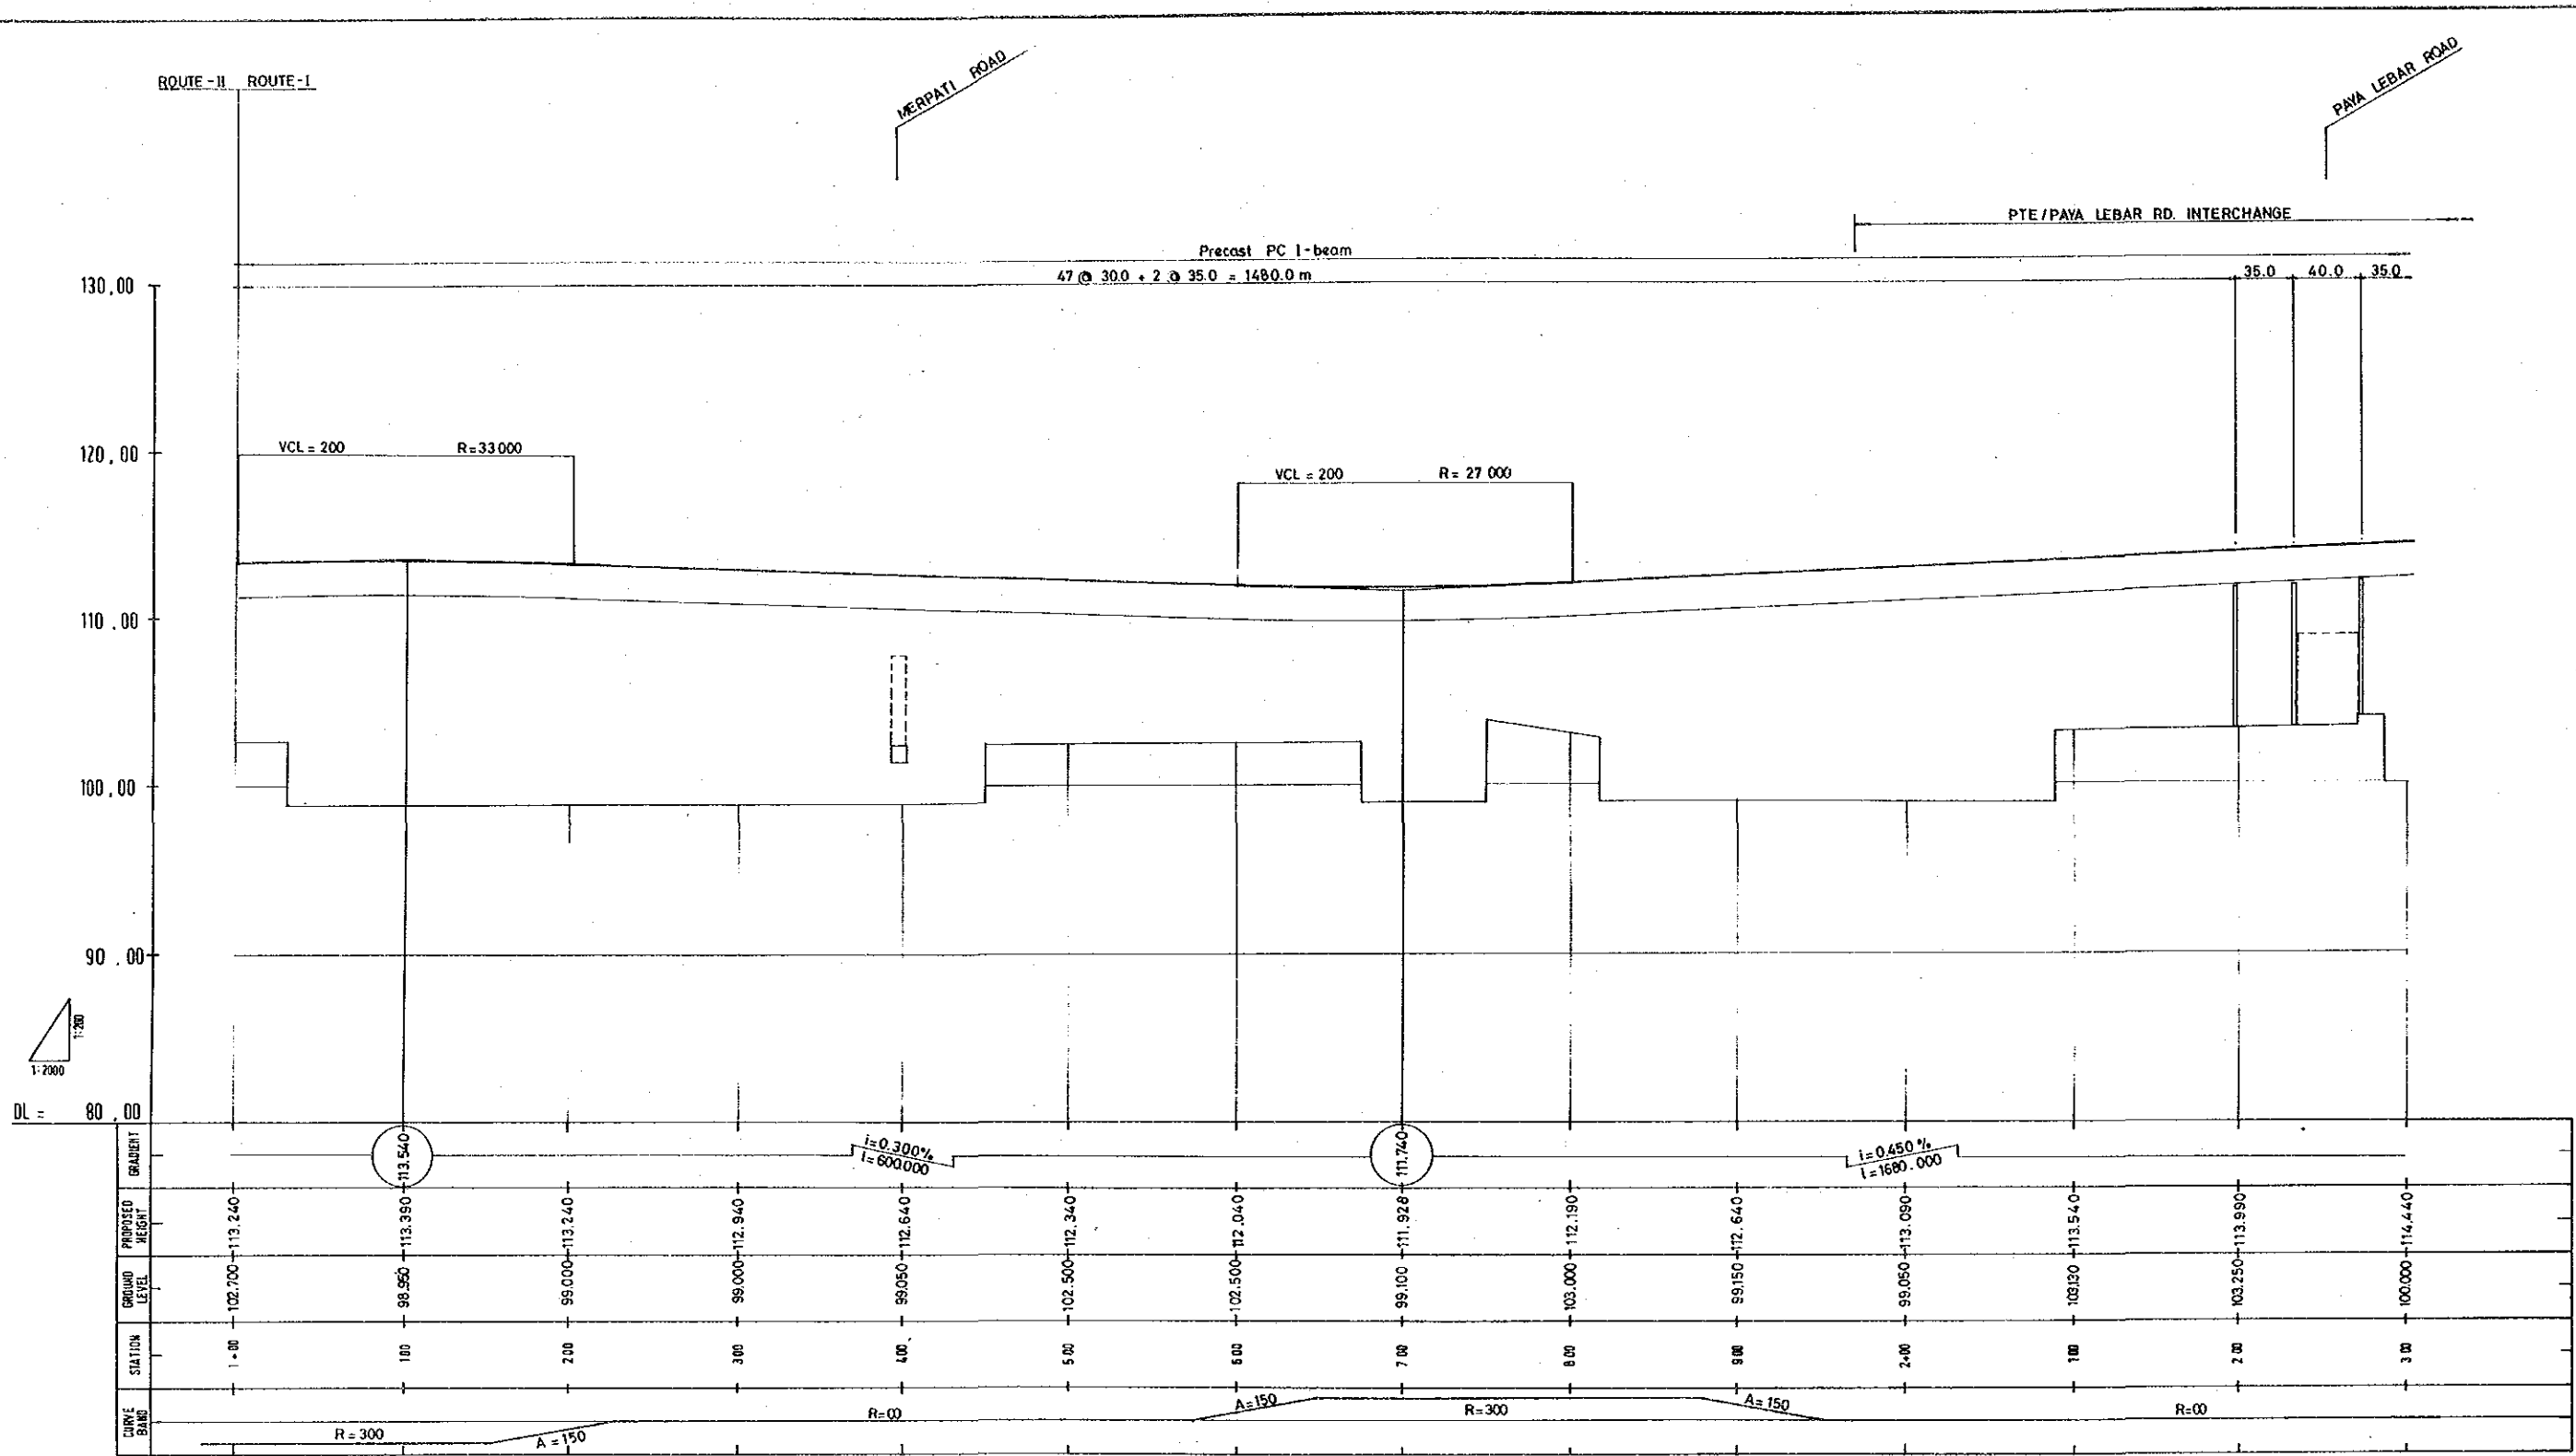 ROUTE-II ROUTE-I
MERPATI ROAD
PAYA LEBAR ROAD
PTE/PAYA LEBAR RD. INTERCHANGE
Precast PC I-beam
47 @ 30.0 + 2 @ 35.0 = 1480.0 m
35.0 40.0 35.0
130.00
120.00
110.00
100.00
90.00
DL = 80.00
VCL = 200 R=33000
VCL = 200 R= 27 000
1:200
1:2000
GRADIENT
113.540
i=0.300%
l=600.000
111.740
i=0.450%
l=1680.000
PROPOSED HEIGHT
113.240 113.390 113.240 112.940 112.640 112.340 112.040 111.928 112.190 112.640 113.090 113.540 113.990 114.440
GROUND LEVEL
102.700 98.950 99.000 99.000 99.050 102.500 102.500 99.100 103.000 99.150 99.050 103.130 103.250 100.000
STATION
1+00 100 200 300 400 500 600 700 800 900 2+00 100 200 300
CURVE BAND
R=300 A=150 R=∞ A=150 R=300 A=150 R=∞